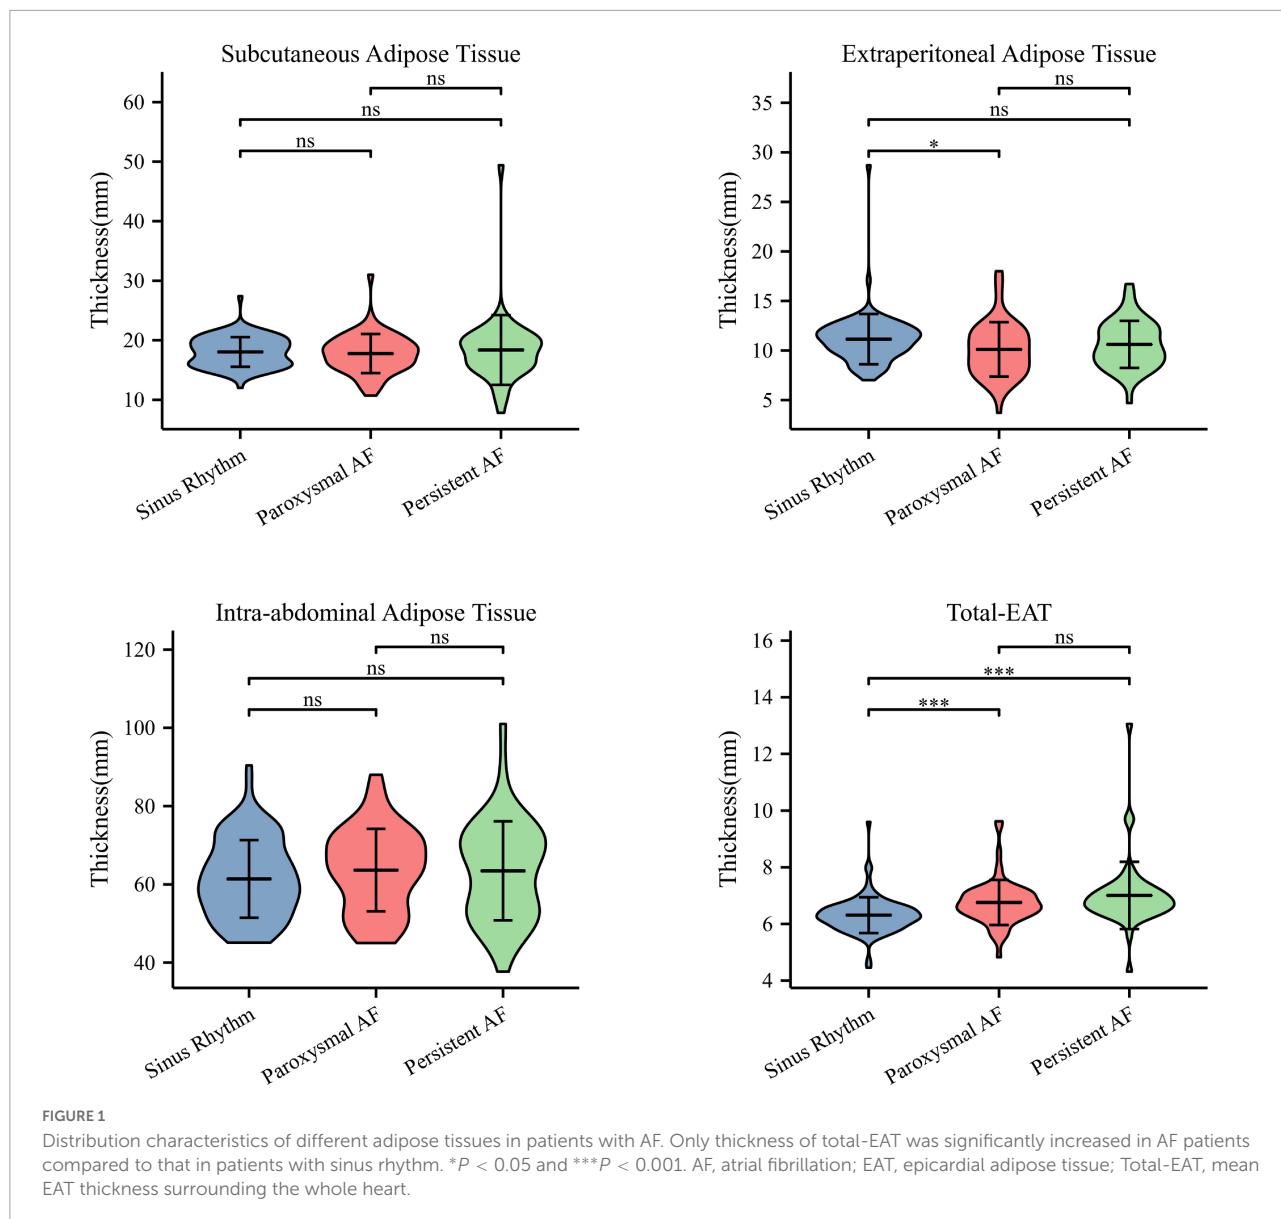 Subcutaneous Adipose Tissue
ns
ns
ns
60
50
40
30
20
10
Thickness(mm)
Sinus Rhythm
Paroxysmal AF
Persistent AF
Extraperitoneal Adipose Tissue
ns
ns
*
35
30
25
20
15
10
5
Thickness(mm)
Sinus Rhythm
Paroxysmal AF
Persistent AF
Intra-abdominal Adipose Tissue
ns
ns
ns
120
100
80
60
40
Thickness(mm)
Sinus Rhythm
Paroxysmal AF
Persistent AF
Total-EAT
ns
***
***
16
14
12
10
8
6
4
Thickness(mm)
Sinus Rhythm
Paroxysmal AF
Persistent AF
FIGURE 1
Distribution characteristics of different adipose tissues in patients with AF. Only thickness of total-EAT was significantly increased in AF patients
compared to that in patients with sinus rhythm. *P < 0.05 and ***P < 0.001. AF, atrial fibrillation; EAT, epicardial adipose tissue; Total-EAT, mean
EAT thickness surrounding the whole heart.